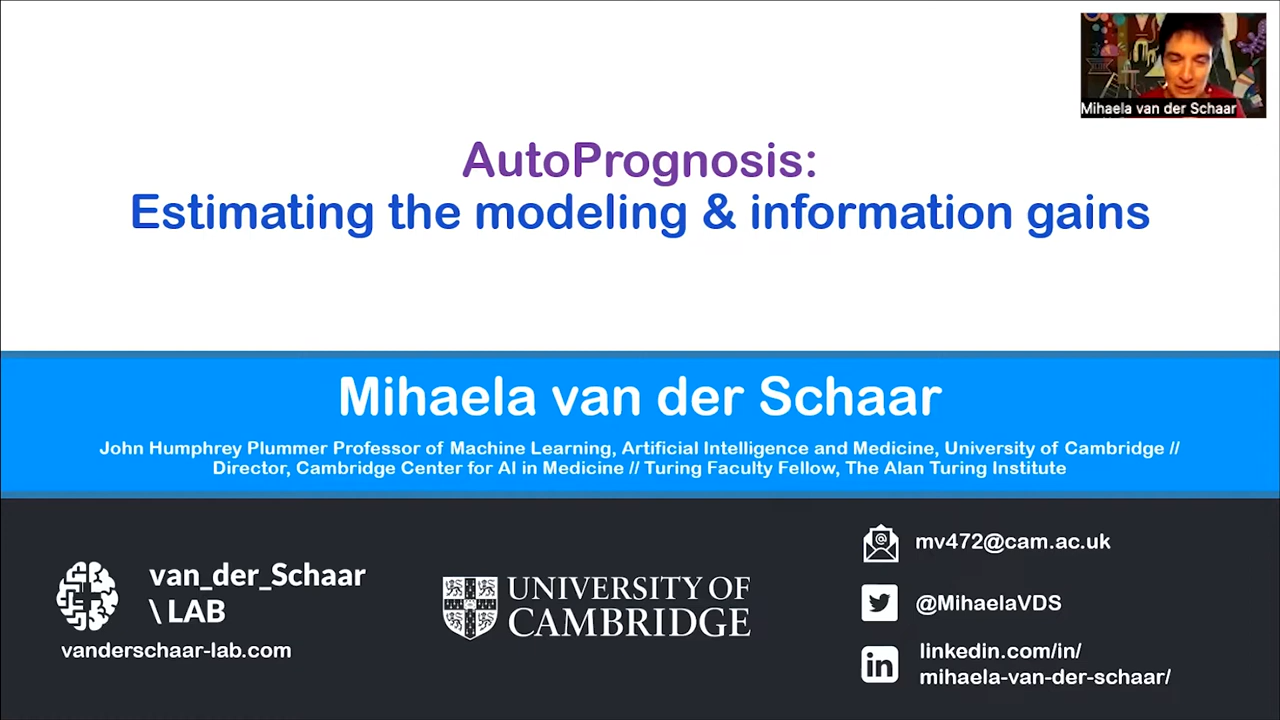 Mihaela van der Schaar
AutoPrognosis:
Estimating the modeling & information gains
Mihaela van der Schaar
John Humphrey Plummer Professor of Machine Learning, Artificial Intelligence and Medicine, University of Cambridge //
Director, Cambridge Center for AI in Medicine // Turing Faculty Fellow, The Alan Turing Institute
van_der_Schaar
\ LAB
vanderschaar-lab.com
UNIVERSITY OF
CAMBRIDGE
mv472@cam.ac.uk
@MihaelaVDS
in
linkedin.com/in/
mihaela-van-der-schaar/